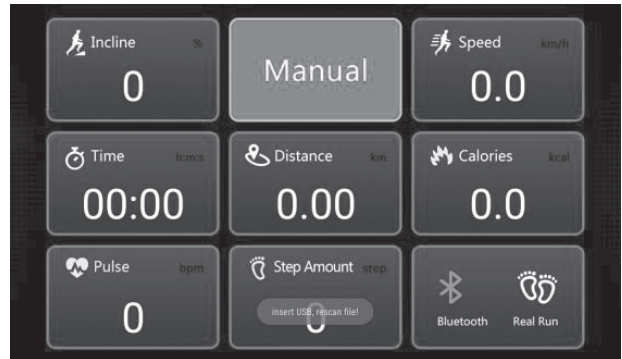 Incline %
0
Manual
Speed km/h
0.0
Time h:m:s
00:00
Distance km
0.00
Calories kcal
0.0
Pulse bpm
0
Step Amount step
insert USB, rescan file!
0
Bluetooth
Real Run